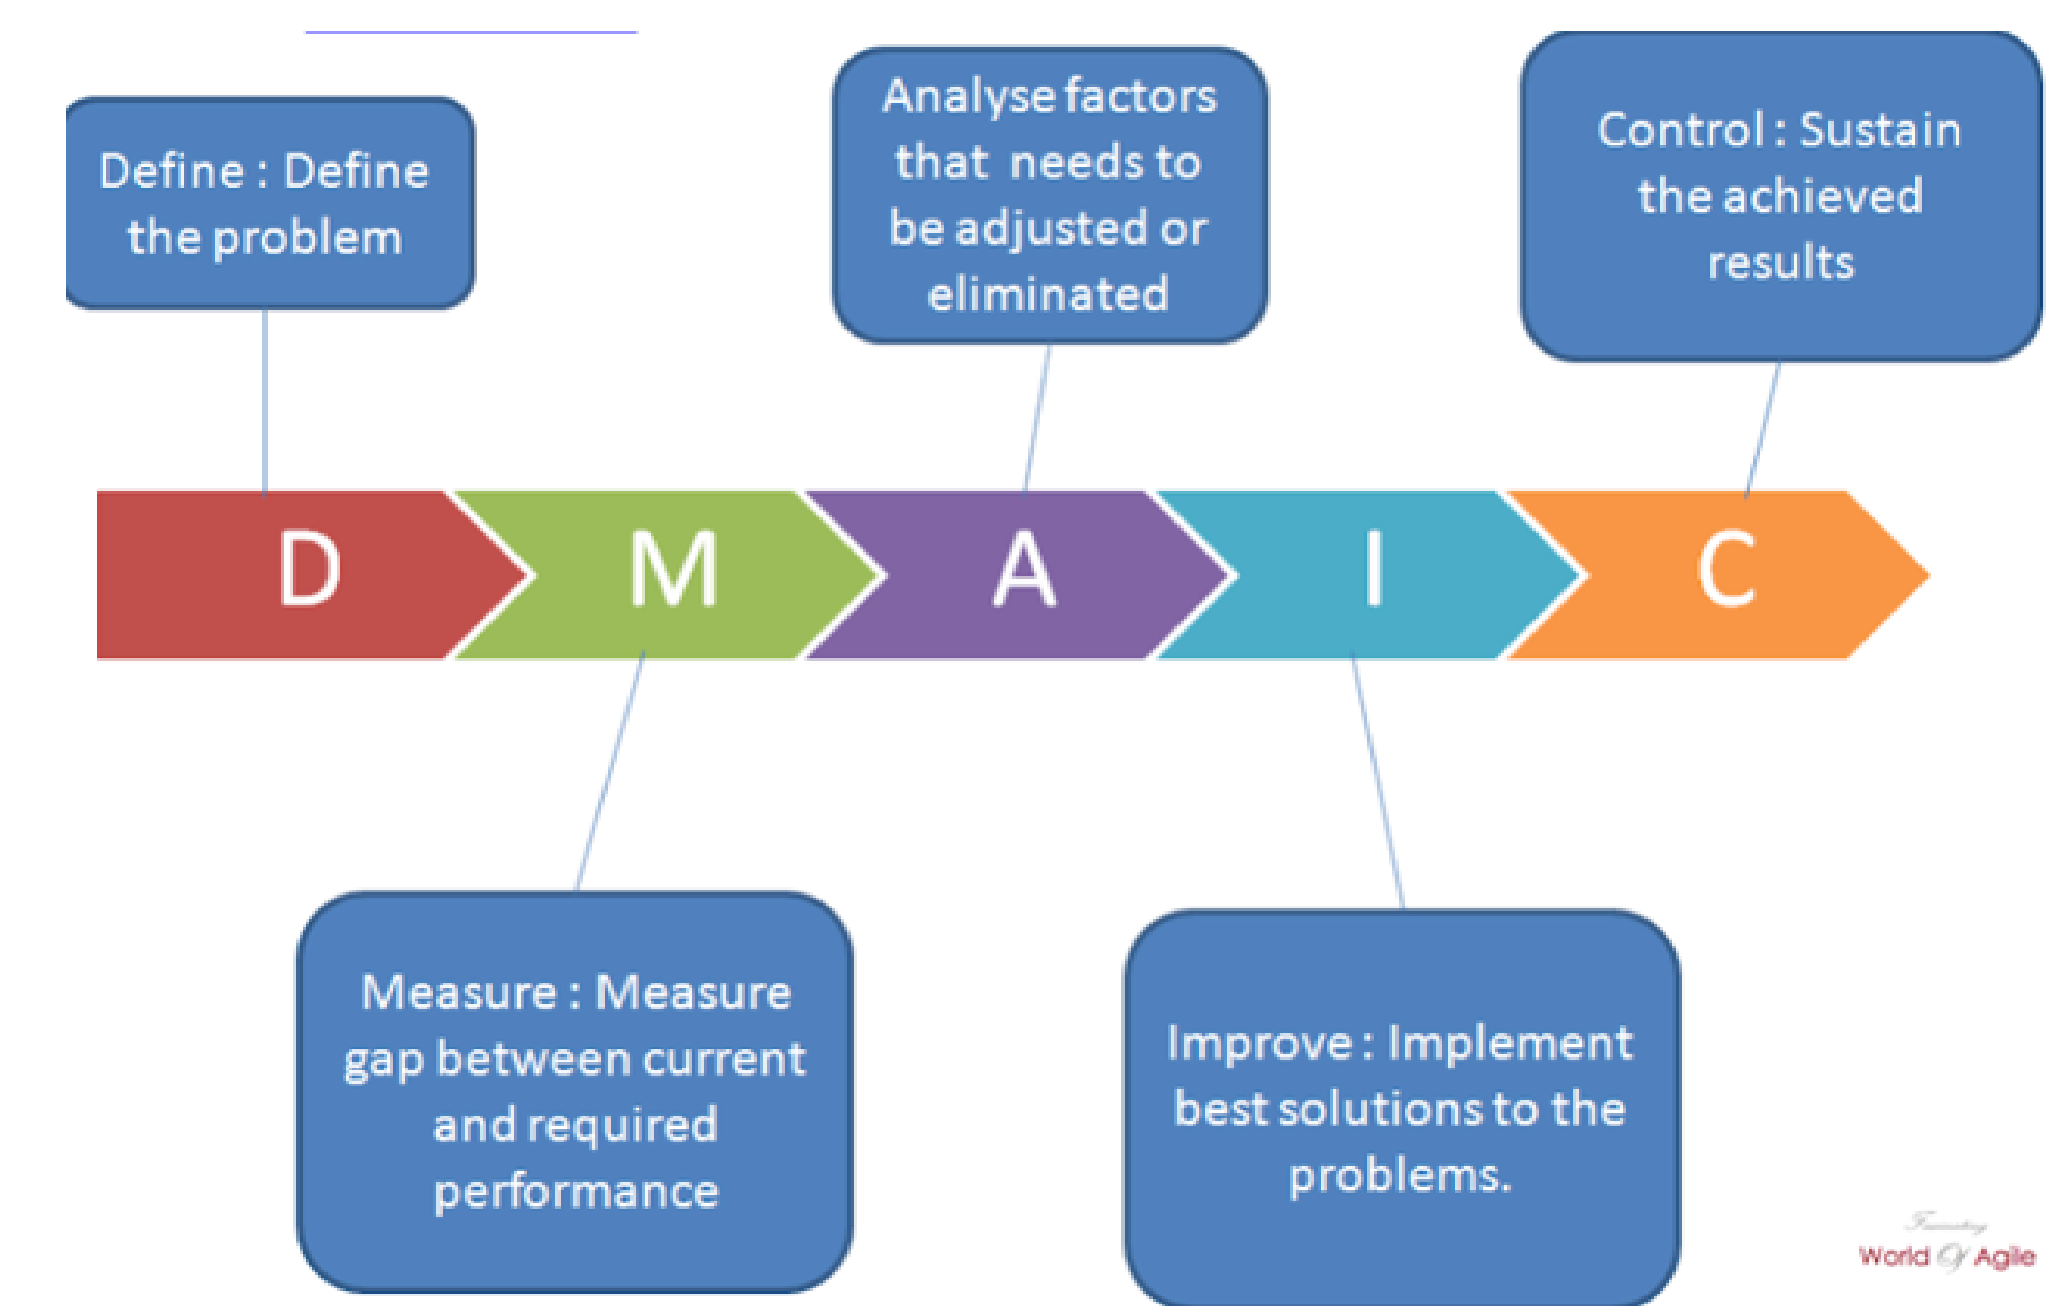 Define : Define
the problem
Analyse factors
that needs to
be adjusted or
eliminated
Control : Sustain
the achieved
results
D
M
A
I
C
Measure : Measure
gap between current
and required
performance
Improve : Implement
best solutions to the
problems.
World Of Agile